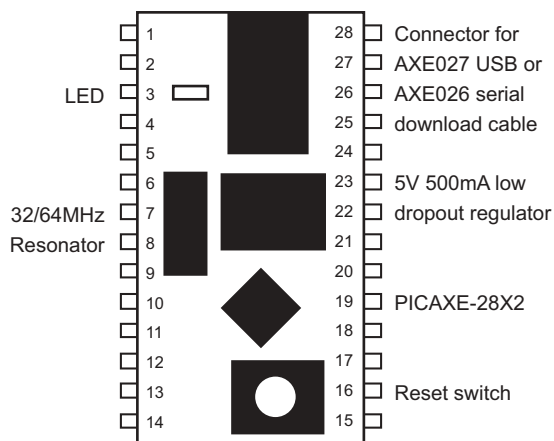 1
28
Connector for
2
27
AXE027 USB or
LED
3
26
AXE026 serial
4
25
download cable
5
24
6
23
5V 500mA low
32/64MHz
7
22
dropout regulator
Resonator
8
21
9
20
10
19
PICAXE-28X2
11
18
12
17
13
16
Reset switch
14
15